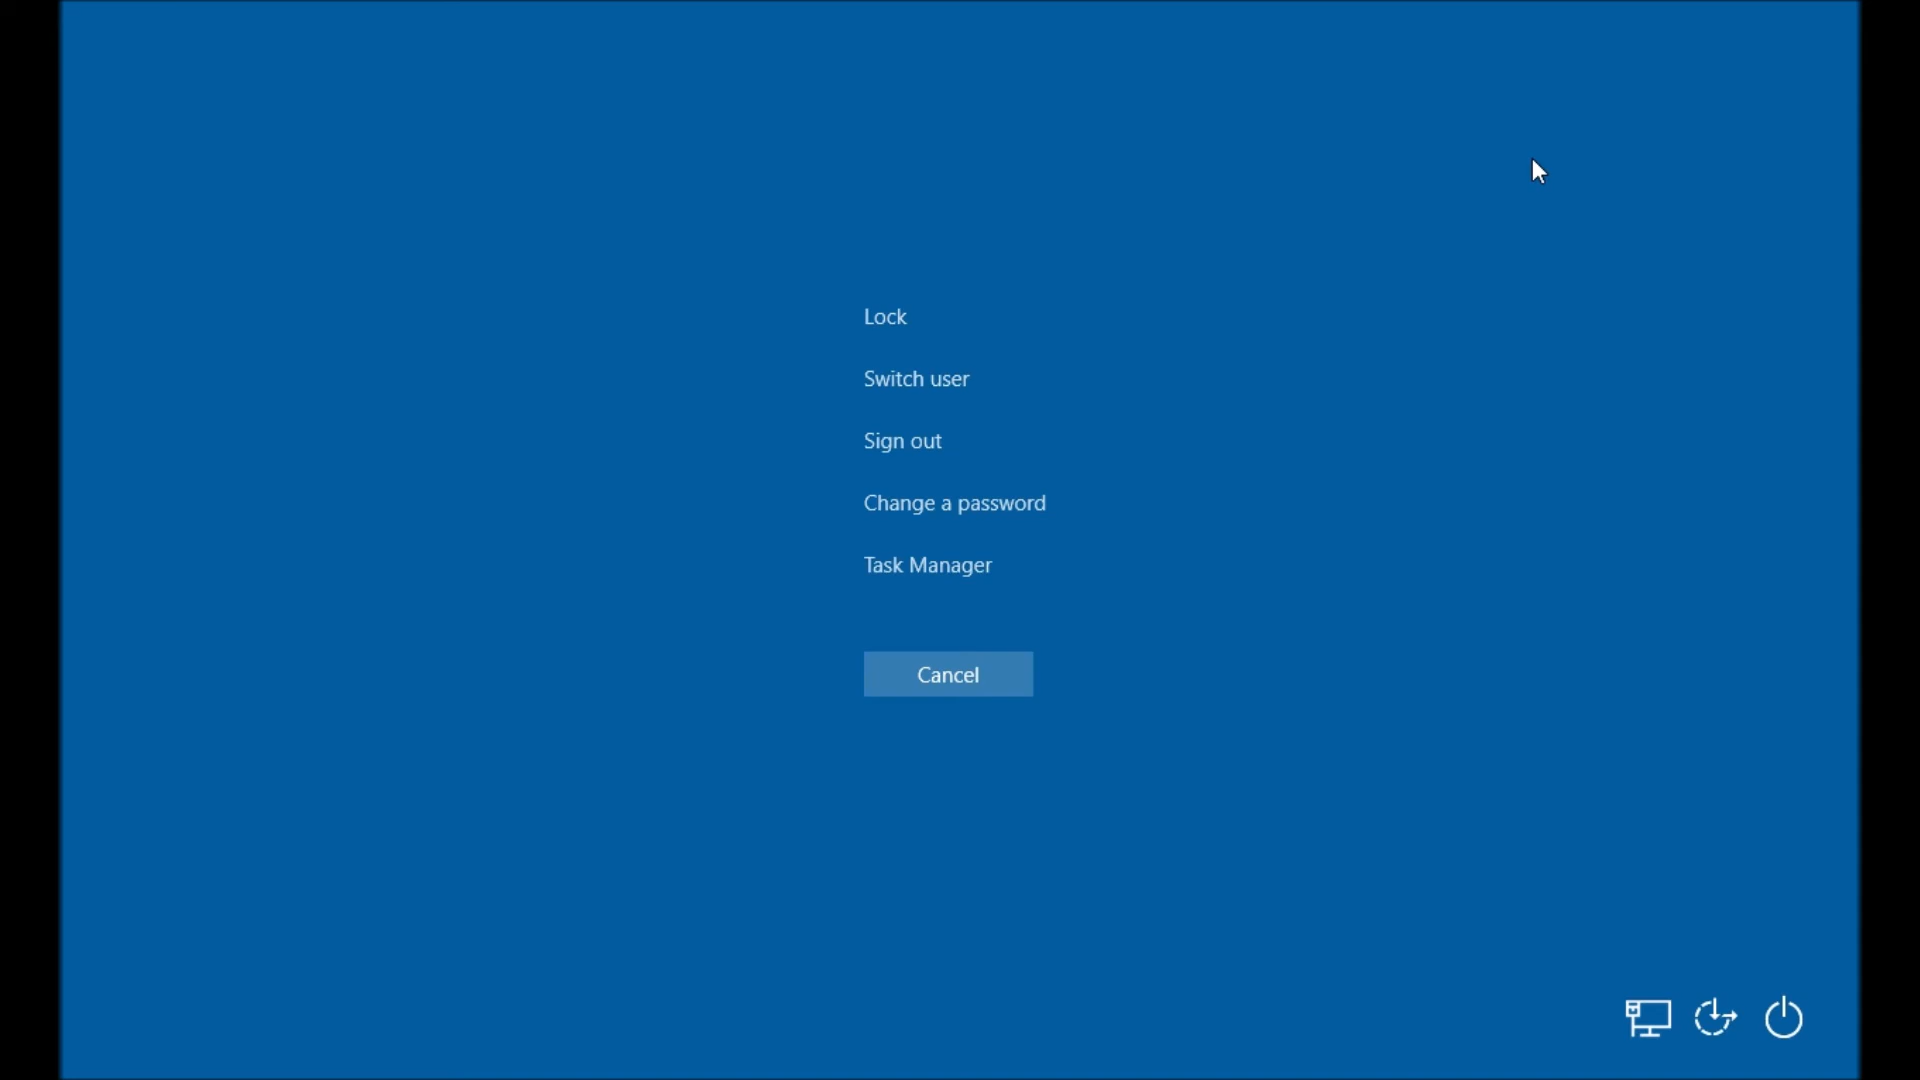 Lock
Switch user
Sign out
Change a password
Task Manager
Cancel